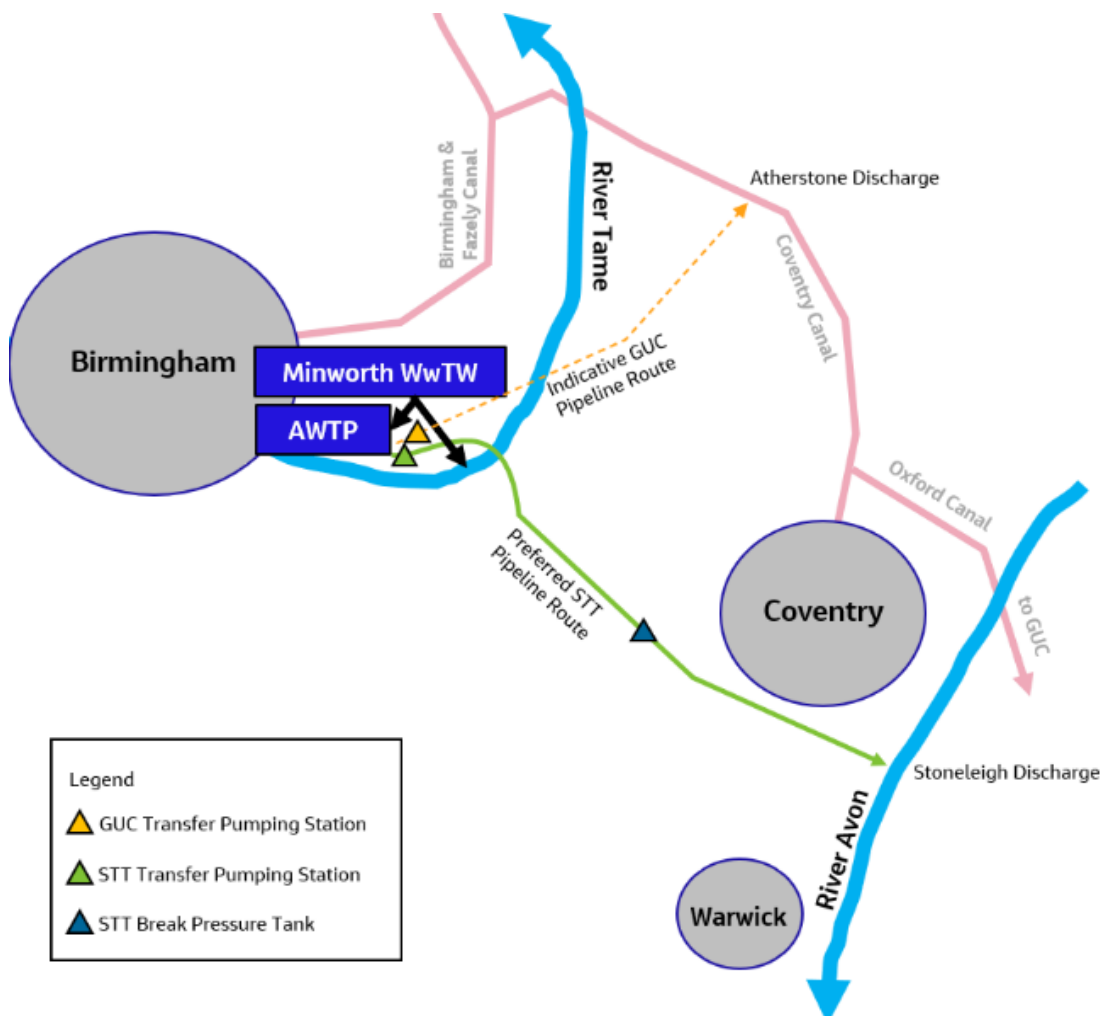 Birmingham &
Fazely Canal
River Tame
Atherstone Discharge
Coventry Canal
Birmingham
Minworth WwTW
AWTP
Indicative GUC
Pipeline Route
Oxford Canal
to GUC
Preferred STT
Pipeline Route
Coventry
Stoneleigh Discharge
River Avon
Warwick
Legend
GUC Transfer Pumping Station
STT Transfer Pumping Station
STT Break Pressure Tank